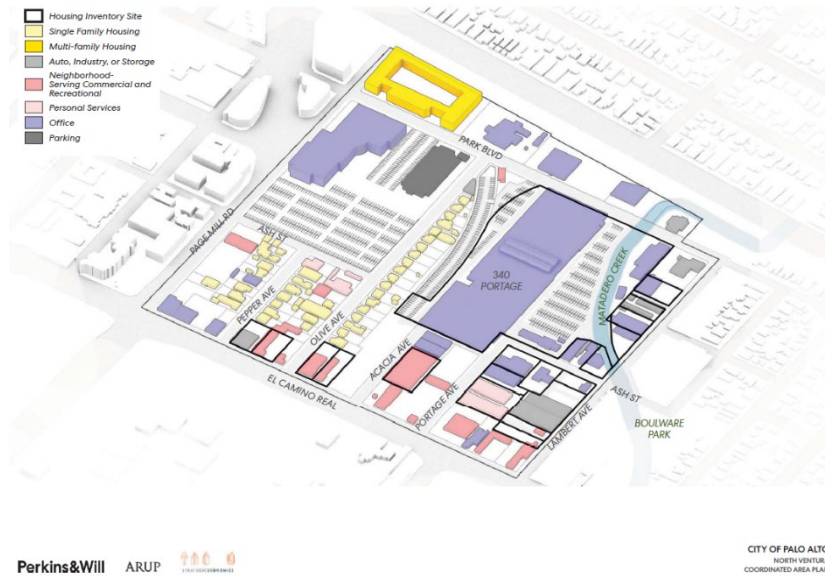 Housing Inventory Site
Single Family Housing
Multi-family Housing
Auto, Industry, or Storage
Neighborhood-
Serving Commercial and
Recreational
Personal Services
Office
Parking
PARK BLVD
PAGE MILL RD
ASH ST
340
PORTAGE
MATADERO CREEK
PEPPER AVE
OLIVE AVE
ACACIA AVE
EL CAMINO REAL
PORTAGE AVE
ASH ST
LAMBERT AVE
BOULWARE
PARK
Perkins&Will
ARUP
CITY OF PALO ALTO
NORTH VENTURA
COORDINATED AREA PLAN